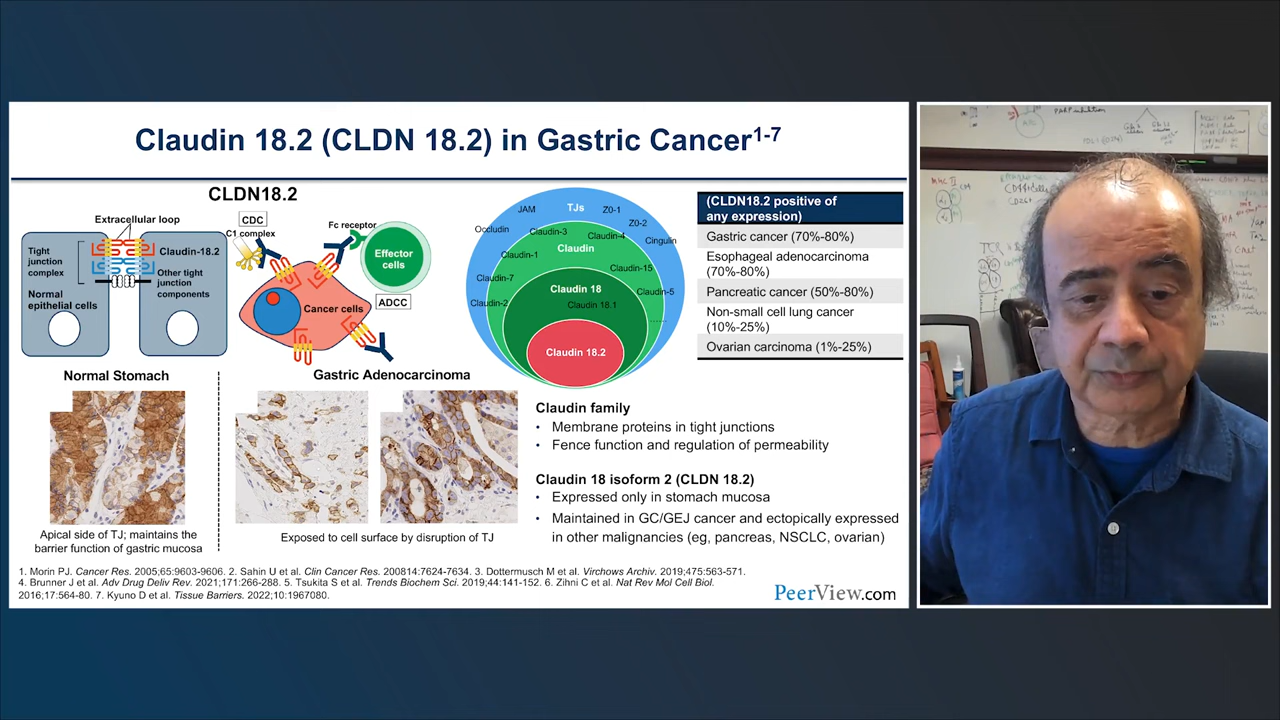 Claudin 18.2 (CLDN 18.2) in Gastric Cancer1-7
CLDN18.2
Extracellular loop
Tight
junction
complex
Claudin-18.2
Other tight
junction
components
Normal
epithelial cells
CDC
C1 complex
Fc receptor
Effector
cells
ADCC
Cancer cells
JAM
TJs
Z0-1
Z0-2
Occludin
Claudin-3
Claudin-4
Cingulin
Claudin
Claudin-1
Claudin-15
Claudin-7
Claudin 18
Claudin-5
Claudin-2
Claudin 18.1
......
Claudin 18.2
(CLDN18.2 positive of
any expression)
Gastric cancer (70%-80%)
Esophageal adenocarcinoma
(70%-80%)
Pancreatic cancer (50%-80%)
Non-small cell lung cancer
(10%-25%)
Ovarian carcinoma (1%-25%)
Normal Stomach
Gastric Adenocarcinoma
Apical side of TJ; maintains the
barrier function of gastric mucosa
Exposed to cell surface by disruption of TJ
Claudin family
• Membrane proteins in tight junctions
• Fence function and regulation of permeability
Claudin 18 isoform 2 (CLDN 18.2)
• Expressed only in stomach mucosa
• Maintained in GC/GEJ cancer and ectopically expressed
in other malignancies (eg, pancreas, NSCLC, ovarian)
1. Morin PJ. Cancer Res. 2005;65:9603-9606. 2. Sahin U et al. Clin Cancer Res. 200814:7624-7634. 3. Dottermusch M et al. Virchows Archiv. 2019;475:563-571.
4. Brunner J et al. Adv Drug Deliv Rev. 2021;171:266-288. 5. Tsukita S et al. Trends Biochem Sci. 2019;44:141-152. 6. Zihni C et al. Nat Rev Mol Cell Biol.
2016;17:564-80. 7. Kyuno D et al. Tissue Barriers. 2022;10:1967080.
PeerView.com
MHC II
TCR